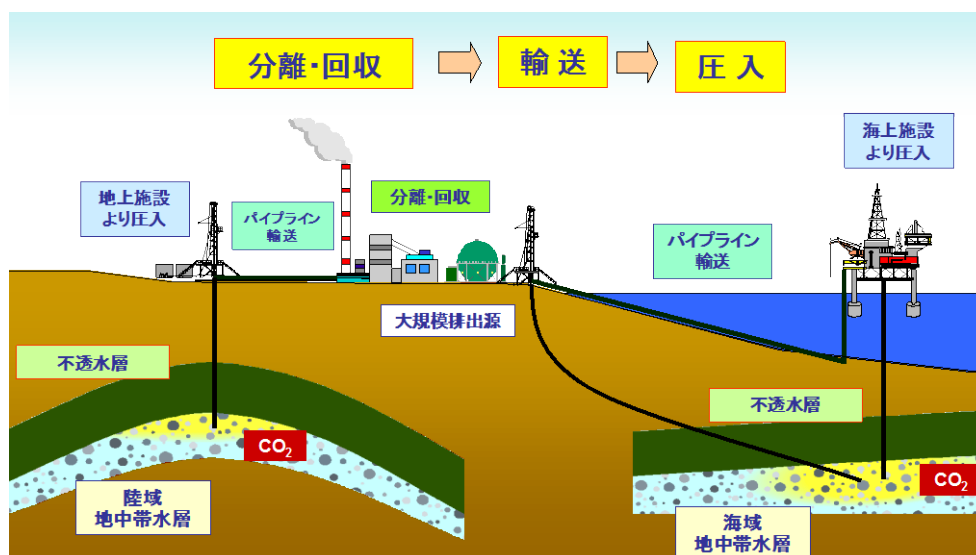 分離・回収
輸送
圧入
海上施設
より圧入
地上施設
より圧入
パイプライン
輸送
分離・回収
パイプライン
輸送
大規模排出源
不透水層
不透水層
CO₂
CO₂
陸域
地中帯水層
海域
地中帯水層